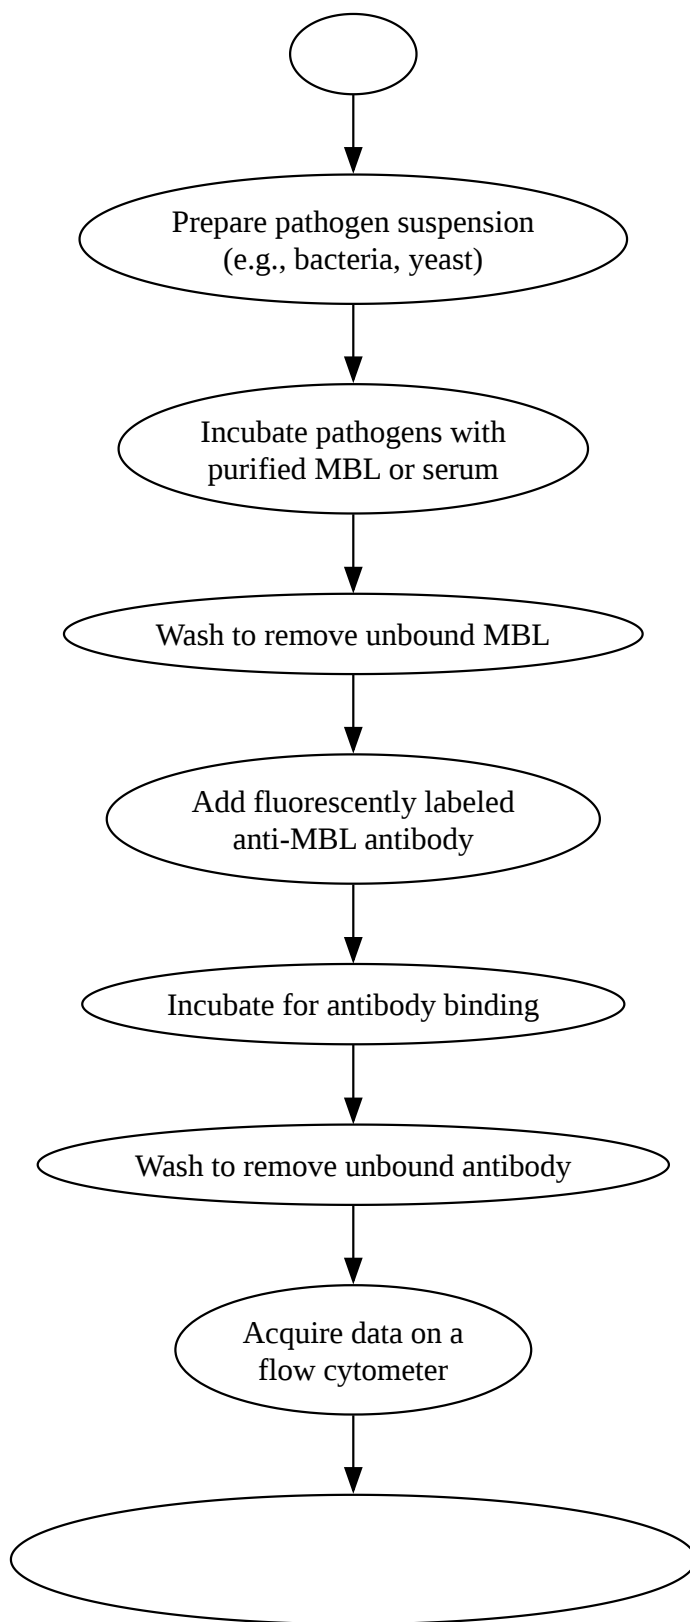 Prepare pathogen suspension
(e.g., bacteria, yeast)
Incubate pathogens with
purified MBL or serum
Wash to remove unbound MBL
Add fluorescently labeled
anti-MBL antibody
Incubate for antibody binding
Wash to remove unbound antibody
Acquire data on a
flow cytometer